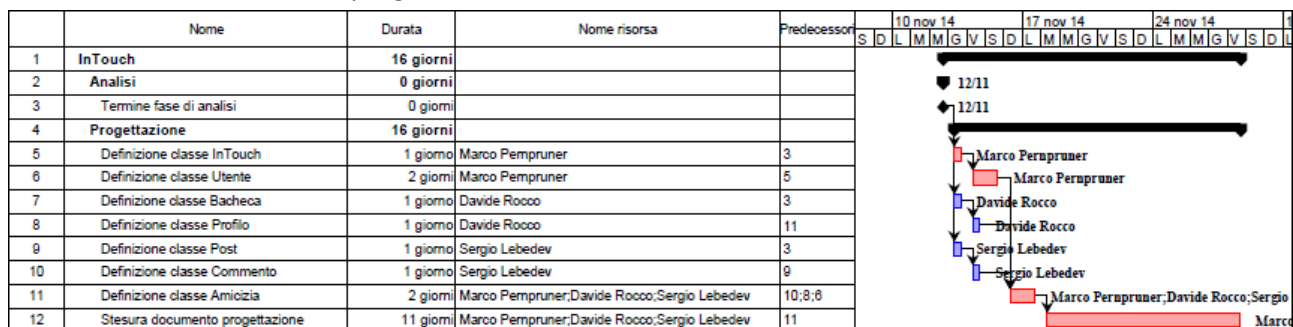 Nome Durata Nome risorsa Predecessori 10 nov 14 17 nov 14 24 nov 14 1
S D L M M G V S D L M M G V S D L M M G V S D L
1 InTouch 16 giorni
2 Analisi 0 giorni 12/11
3 Termine fase di analisi 0 giorni 12/11
4 Progettazione 16 giorni
5 Definizione classe InTouch 1 giorno Marco Pernpruner 3 Marco Pernpruner
6 Definizione classe Utente 2 giorni Marco Pernpruner 5 Marco Pernpruner
7 Definizione classe Bacheca 1 giorno Davide Rocco 3 Davide Rocco
8 Definizione classe Profilo 1 giorno Davide Rocco 11 Davide Rocco
9 Definizione classe Post 1 giorno Sergio Lebedev 3 Sergio Lebedev
10 Definizione classe Commento 1 giorno Sergio Lebedev 9 Sergio Lebedev
11 Definizione classe Amicizia 2 giorni Marco Pernpruner;Davide Rocco;Sergio Lebedev 10;8;6 Marco Pernpruner;Davide Rocco;Sergio
12 Stesura documento progettazione 11 giorni Marco Pernpruner;Davide Rocco;Sergio Lebedev 11 Marco